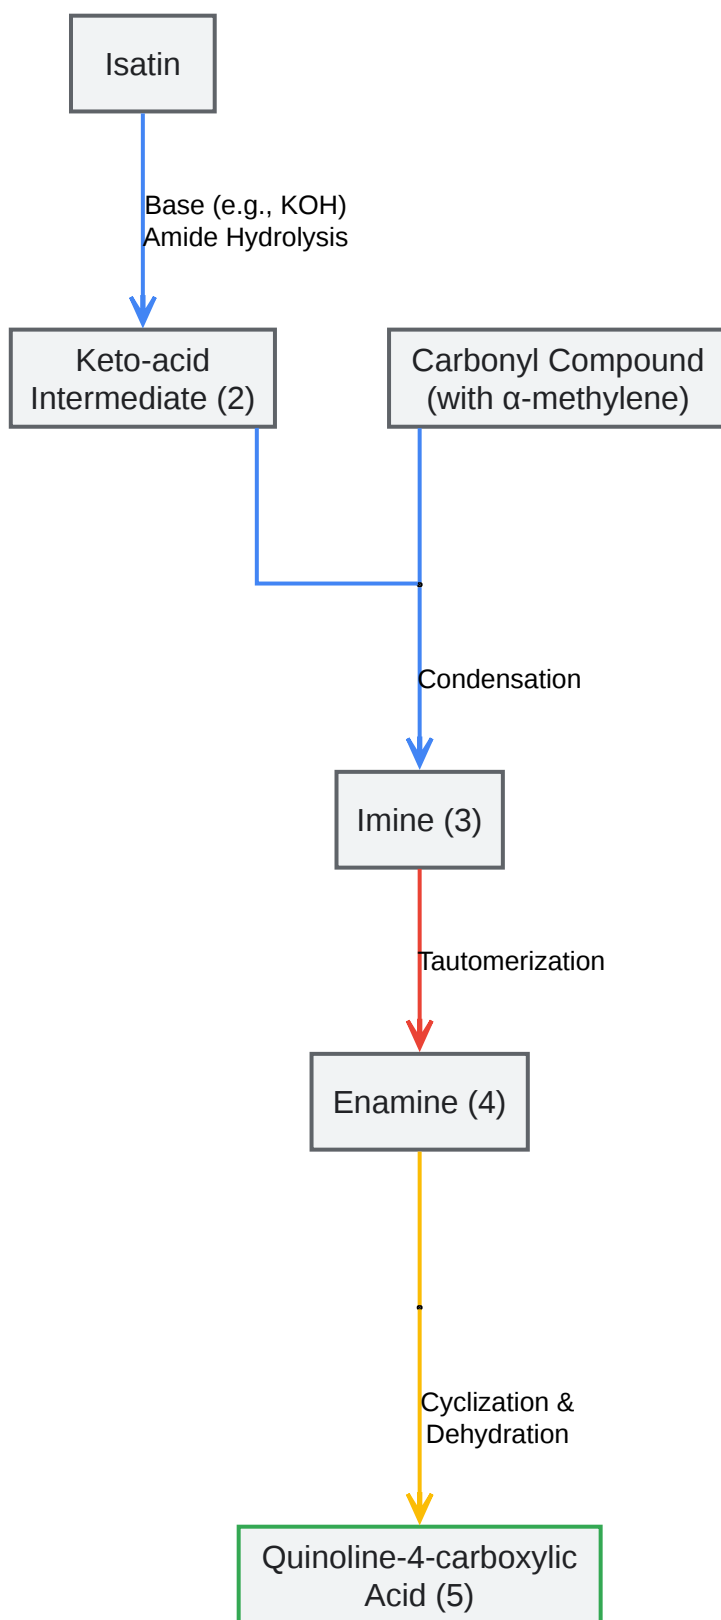 Isatin
Base (e.g., KOH)
Amide Hydrolysis
Keto-acid
Intermediate (2)
Carbonyl Compound
(with α-methylene)
Condensation
Imine (3)
Tautomerization
Enamine (4)
Cyclization &
Dehydration
Quinoline-4-carboxylic
Acid (5)